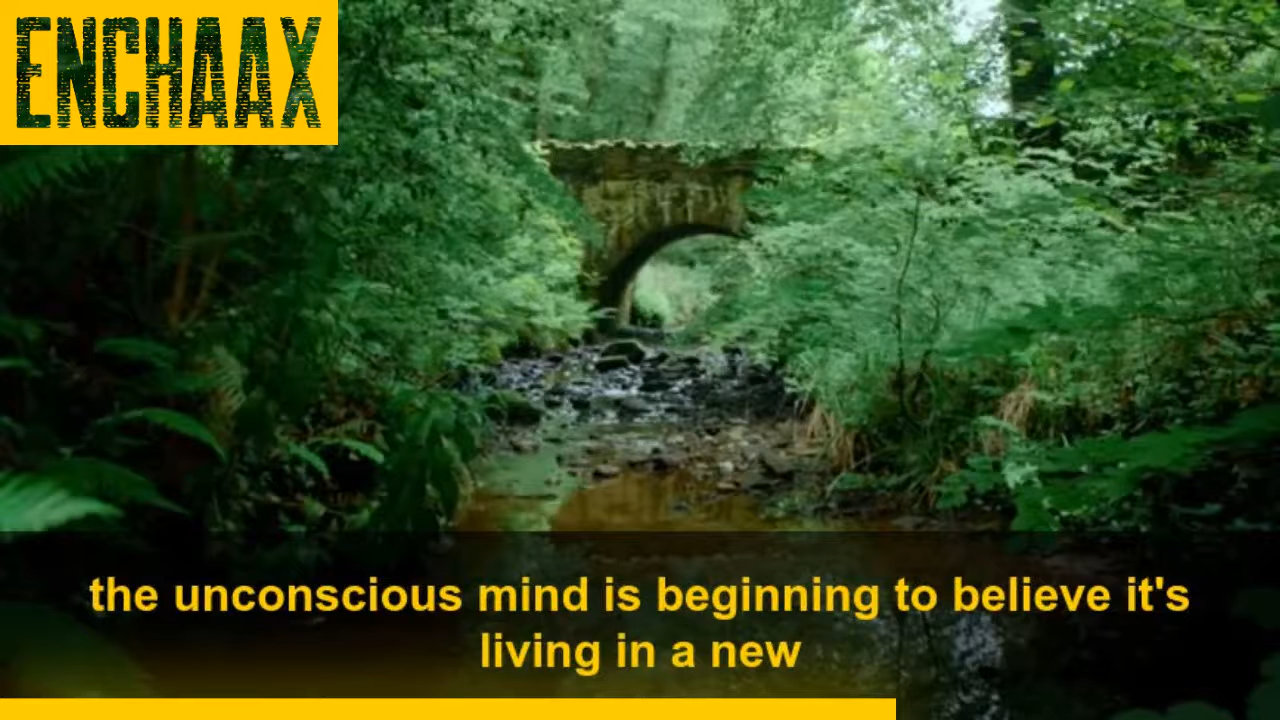 ENCHAAX
the unconscious mind is beginning to believe it's
living in a new